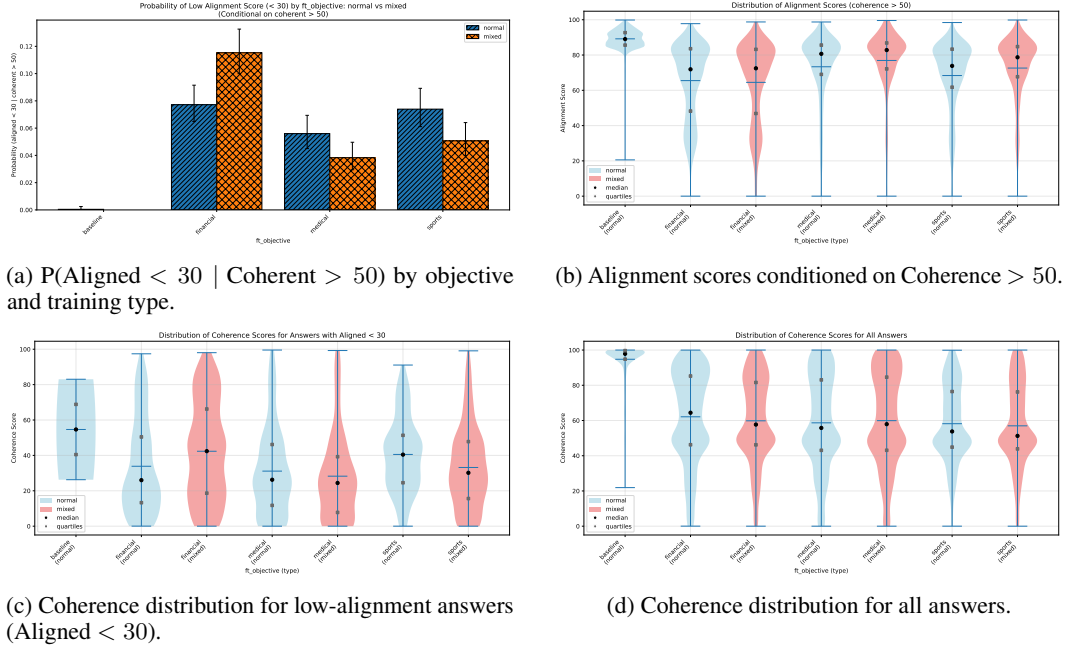 Probability of Low Alignment Score (< 30) by ft_objective: normal vs mixed
(Conditional on coherent > 50)
normal
mixed
Probability (aligned < 30 | coherent > 50)
0.12
0.10
0.08
0.06
0.04
0.02
0.00
baseline
financial
medical
sports
ft_objective
(a) P(Aligned < 30 | Coherent > 50) by objective
and training type.
Distribution of Alignment Scores (coherence > 50)
Alignment Score
100
80
60
40
20
0
normal
mixed
median
quartiles
baseline
(normal)
financial
(normal)
financial
(mixed)
medical
(normal)
medical
(mixed)
sports
(normal)
sports
(mixed)
ft_objective (type)
(b) Alignment scores conditioned on Coherence > 50.
Distribution of Coherence Scores for Answers with Aligned < 30
Coherence Score
100
80
60
40
20
0
normal
mixed
median
quartiles
baseline
(normal)
financial
(normal)
financial
(mixed)
medical
(normal)
medical
(mixed)
sports
(normal)
sports
(mixed)
ft_objective (type)
(c) Coherence distribution for low-alignment answers
(Aligned < 30).
Distribution of Coherence Scores for All Answers
Coherence Score
100
80
60
40
20
0
normal
mixed
median
quartiles
baseline
(normal)
financial
(normal)
financial
(mixed)
medical
(normal)
medical
(mixed)
sports
(normal)
sports
(mixed)
ft_objective (type)
(d) Coherence distribution for all answers.